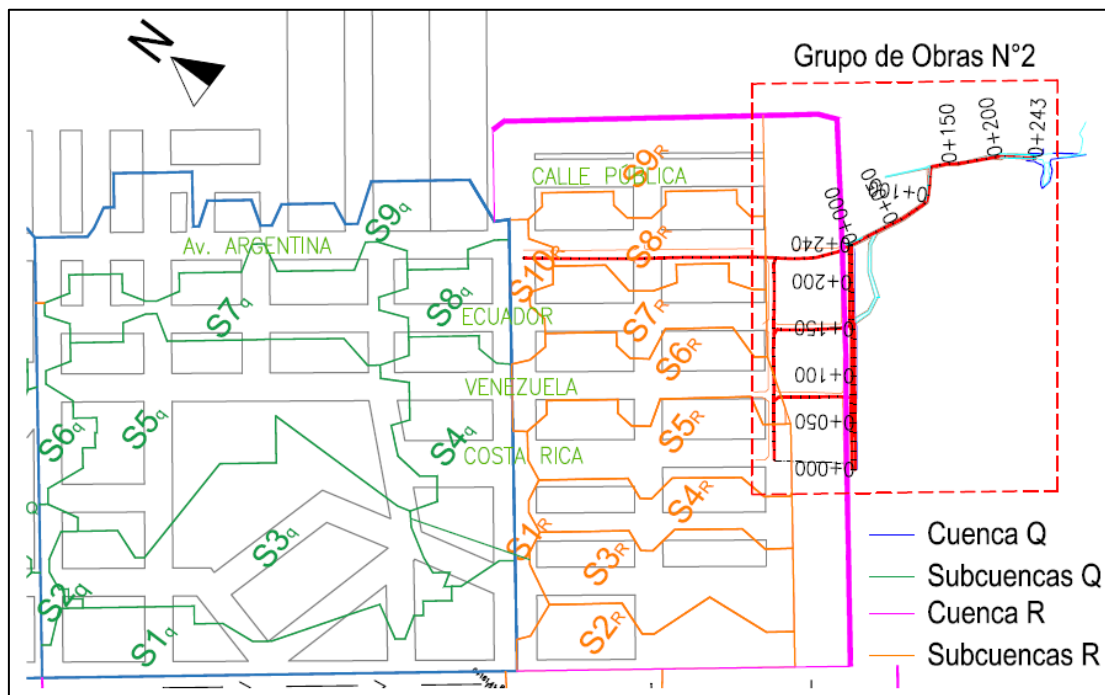 N
Grupo de Obras N°2
0+150
0+200
0+243
S9R
CALLE PÚBLICA
0+100
0+050
0+000
S9q
Av. ARGENTINA
S8R
0+240
S10R
S7q
S8q
ECUADOR
S7R
0+200
0+150
S6R
VENEZUELA
0+100
S6q
S5q
S4q
COSTA RICA
S5R
0+050
0+000
S4R
S3q
S1R
S3R
S2q
S1q
S2R
Cuenca Q
Subcuencas Q
Cuenca R
Subcuencas R